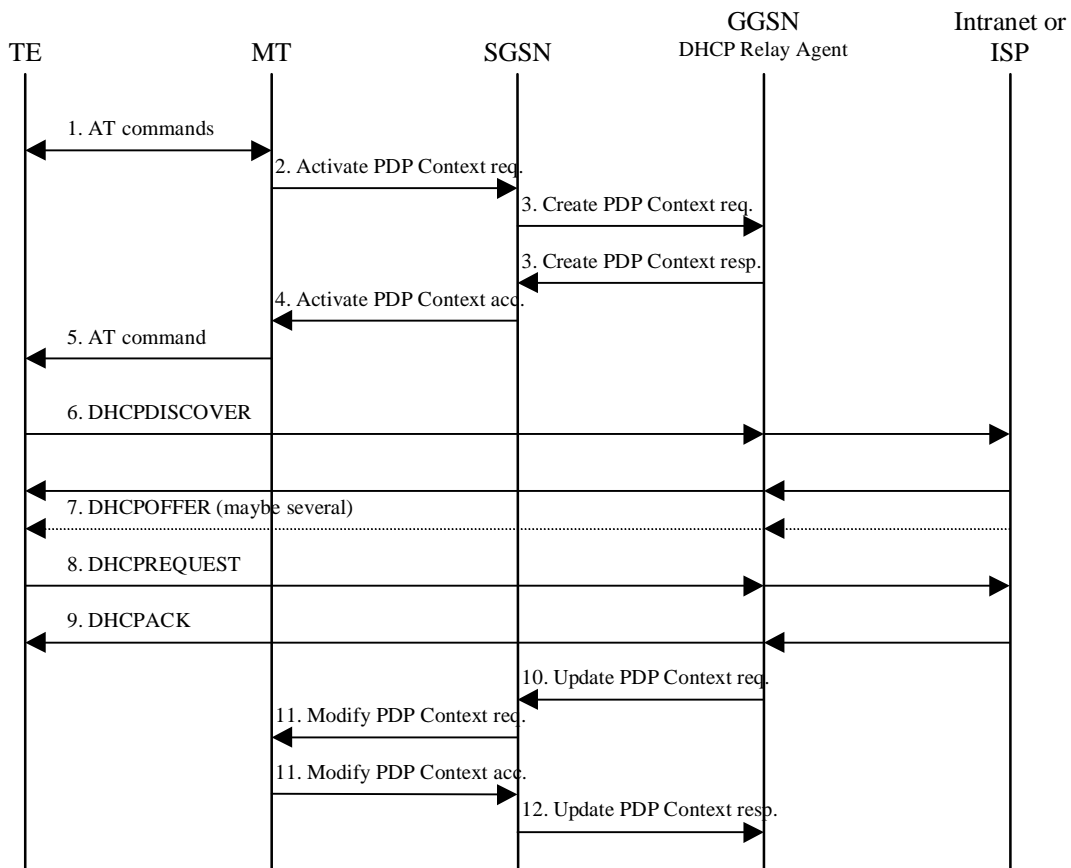 GGSN
Intranet or
TE
MT
SGSN
DHCP Relay Agent
ISP
1. AT commands
2. Activate PDP Context req.
3. Create PDP Context req.
3. Create PDP Context resp.
4. Activate PDP Context acc.
5. AT command
6. DHCPDISCOVER
7. DHCPOFFER (maybe several)
8. DHCPREQUEST
9. DHCPACK
10. Update PDP Context req.
11. Modify PDP Context req.
11. Modify PDP Context acc.
12. Update PDP Context resp.